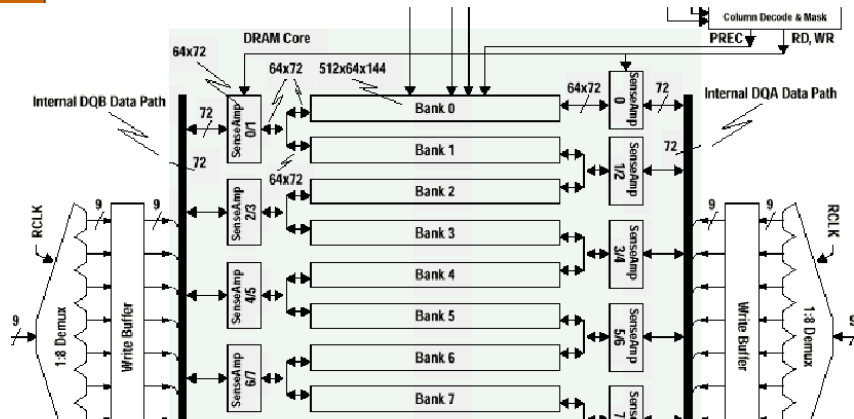 Column Decode & Mask
PREC
RD, WR
DRAM Core
64x72
64x72
512x64x144
64x72
Internal DQB Data Path
Internal DQA Data Path
72
72
SenseAmp
0/1
Bank 0
SenseAmp
0
72
72
Bank 1
SenseAmp
1/2
64x72
SenseAmp
2/3
Bank 2
9
9
9
9
RCLK
RCLK
Bank 3
SenseAmp
3/4
SenseAmp
4/5
Bank 4
Bank 5
SenseAmp
5/6
9
1:8 Demux
Write Buffer
Write Buffer
1:8 Demux
SenseAmp
6/7
Bank 6
Bank 7